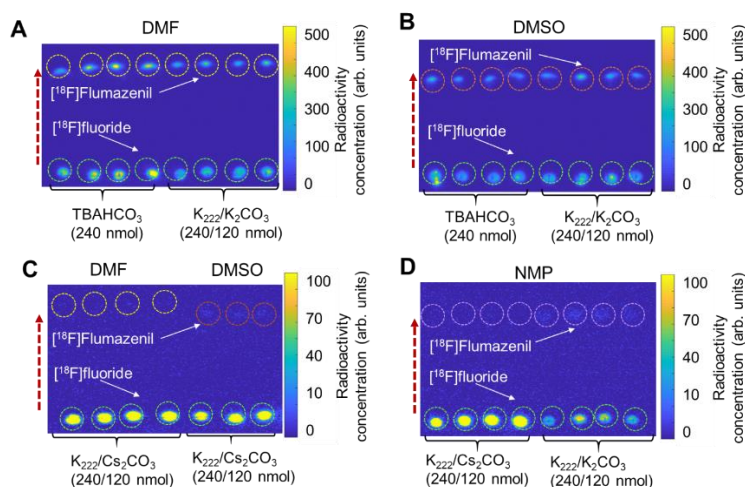 A
DMF
[¹⁸F]Flumazenil
[¹⁸F]fluoride
TBAHCO₃
(240 nmol)
K₂₂₂/K₂CO₃
(240/120 nmol)
500
400
300
200
100
0
Radioactivity
concentration (arb. units)
B
DMSO
[¹⁸F]Flumazenil
[¹⁸F]fluoride
TBAHCO₃
(240 nmol)
K₂₂₂/K₂CO₃
(240/120 nmol)
500
400
300
200
100
0
Radioactivity
concentration (arb. units)
C
DMF
DMSO
[¹⁸F]Flumazenil
[¹⁸F]fluoride
K₂₂₂/Cs₂CO₃
(240/120 nmol)
K₂₂₂/Cs₂CO₃
(240/120 nmol)
100
100
70
40
10
0
Radioactivity
concentration (arb. units)
D
NMP
[¹⁸F]Flumazenil
[¹⁸F]fluoride
K₂₂₂/Cs₂CO₃
(240/120 nmol)
K₂₂₂/K₂CO₃
(240/120 nmol)
100
100
70
40
10
0
Radioactivity
concentration (arb. units)